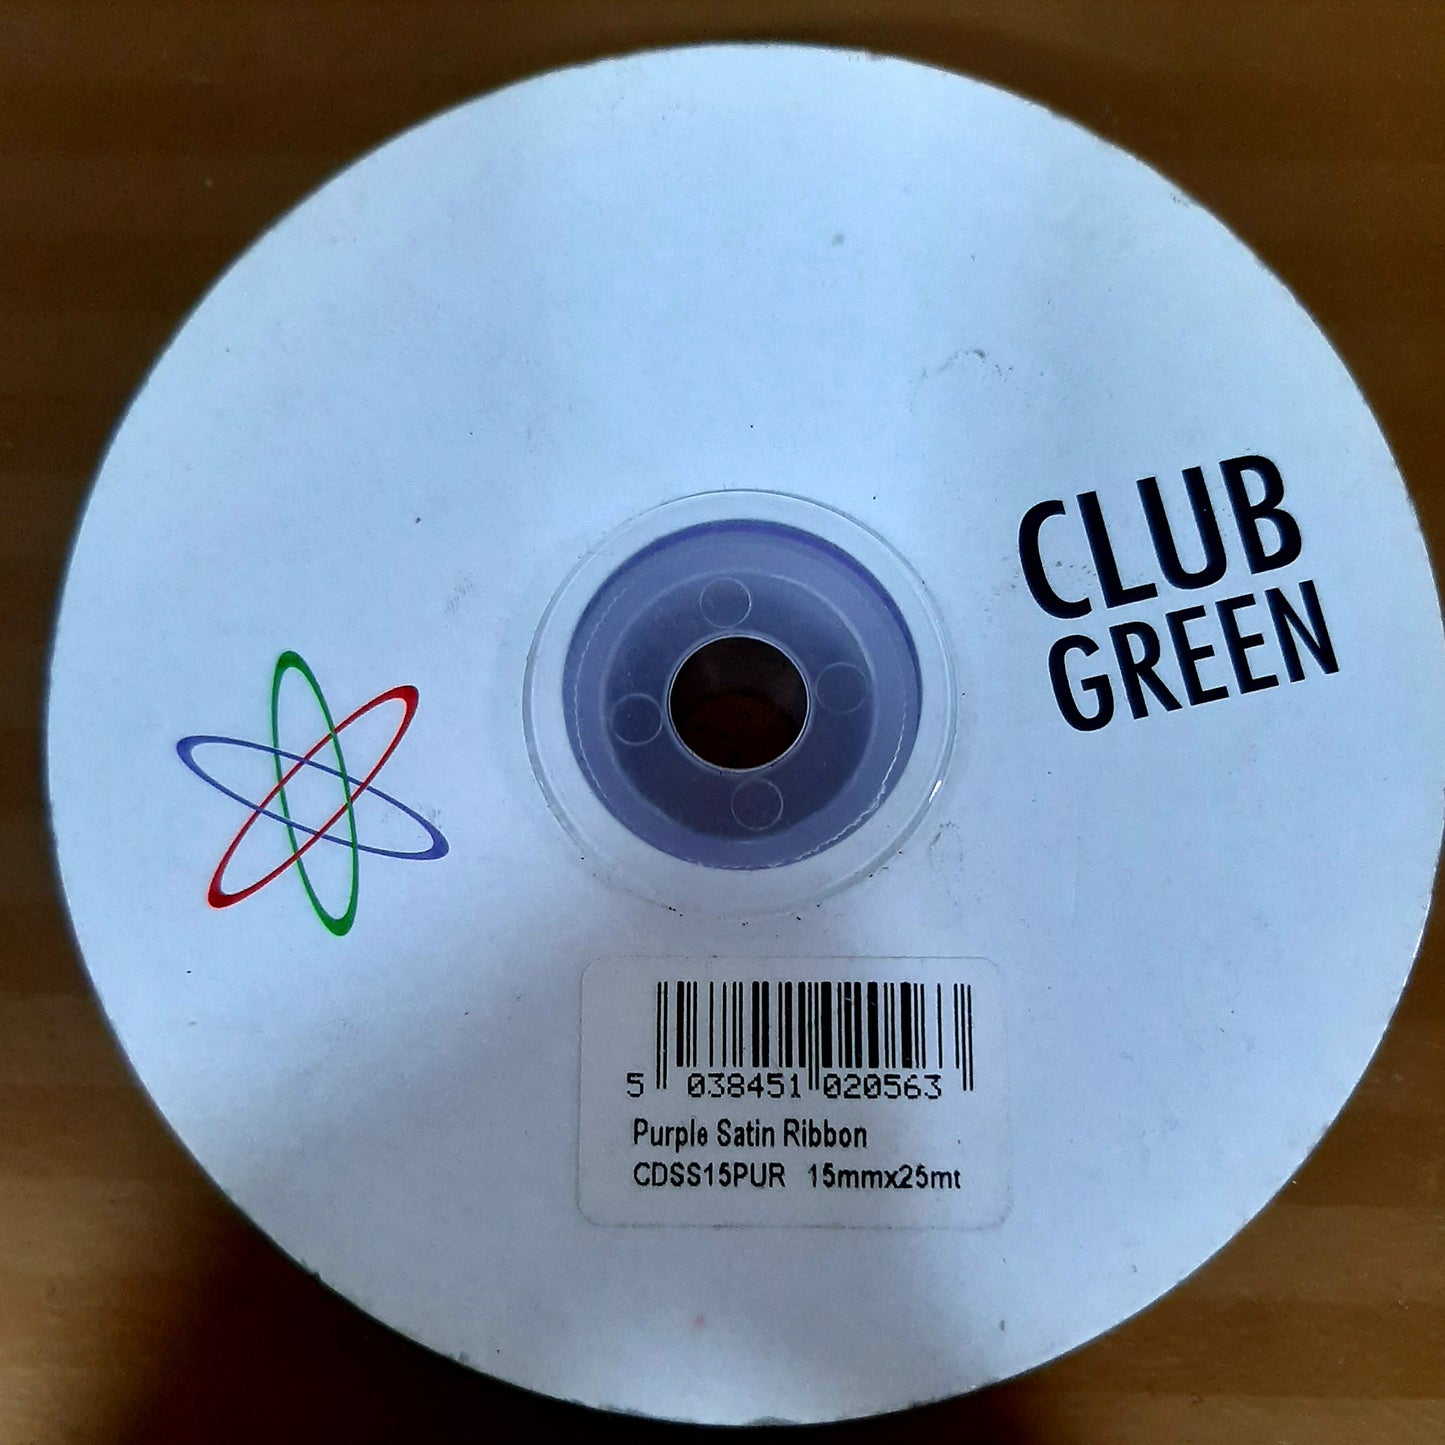 CLUB
GREEN
5 038451 020563
Purple Satin Ribbon
CDSS15PUR 15mmx25mt